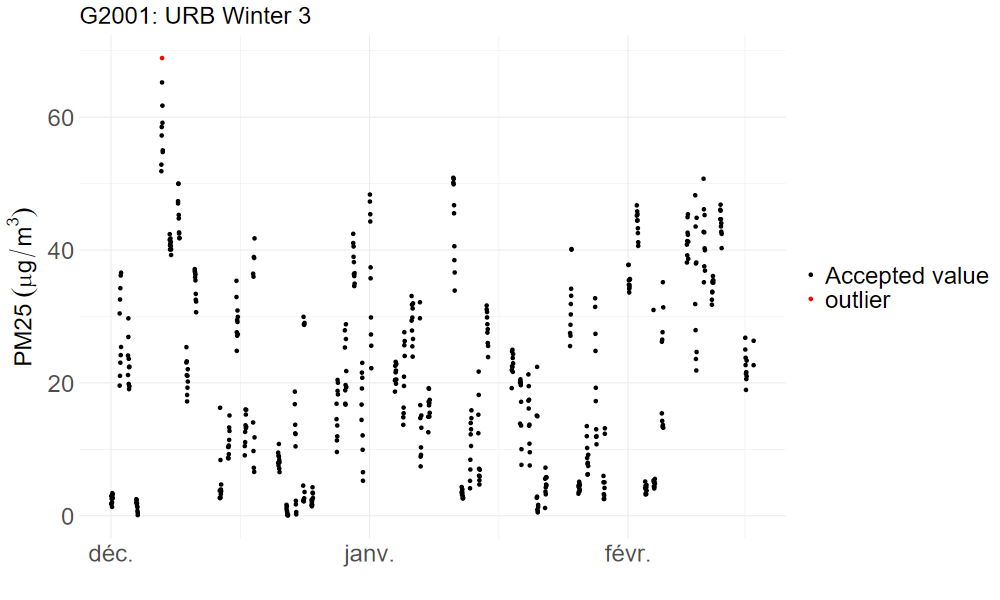 G2001: URB Winter 3
PM25 (μg/m³)
60
40
20
0
déc.
janv.
févr.
Accepted value
outlier